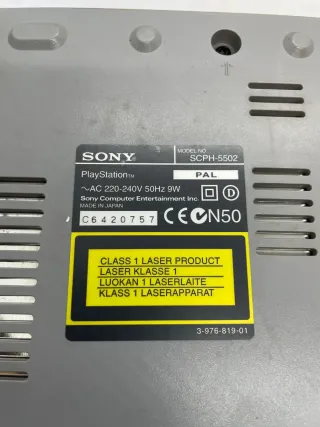 SONY
MODEL NO.
SCPH-5502
PlayStation™
PAL
～AC 220-240V 50Hz 9W
Sony Computer Entertainment Inc.
MADE IN JAPAN
C6420757
CE N50
CLASS 1 LASER PRODUCT
LASER KLASSE 1
LUOKAN 1 LASERLAITE
KLASS 1 LASERAPPARAT
3-976-819-01